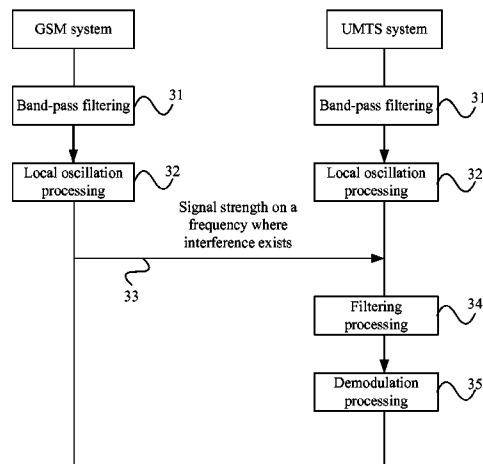 GSM system
UMTS system
Band-pass filtering
31
Band-pass filtering
31
Local oscillation
processing
32
Local oscillation
processing
32
Signal strength on a
frequency where
interference exists
33
Filtering
processing
34
Demodulation
processing
35